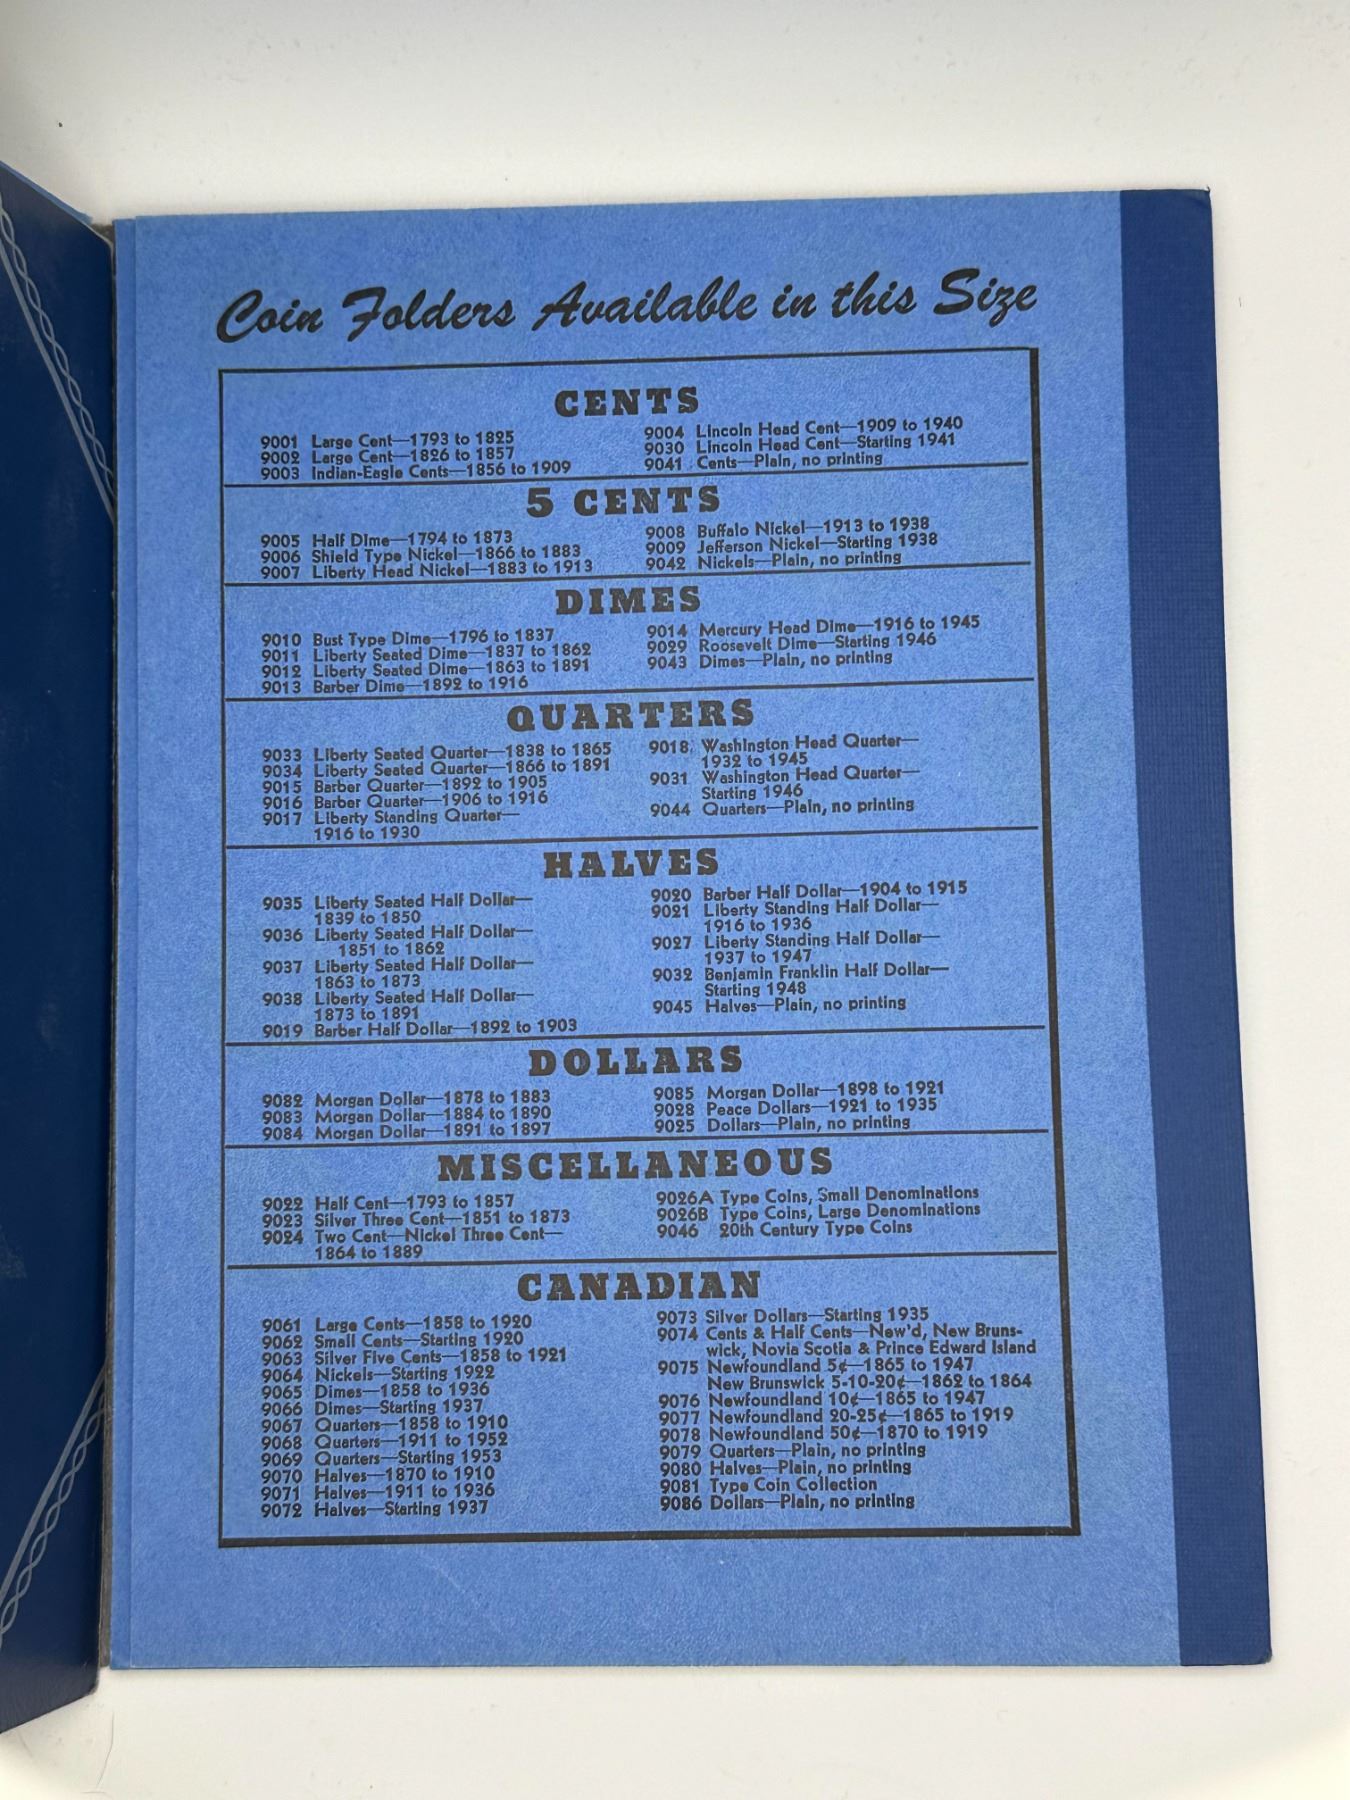 Coin Folders Available in this Size
CENTS
9001 Large Cent—1793 to 1825
9002 Large Cent—1826 to 1857
9003 Indian-Eagle Cents—1856 to 1909
9004 Lincoln Head Cent—1909 to 1940
9030 Lincoln Head Cent—Starting 1941
9041 Cents—Plain, no printing
5 CENTS
9005 Half Dime—1794 to 1873
9006 Shield Type Nickel—1866 to 1883
9007 Liberty Head Nickel—1883 to 1913
9008 Buffalo Nickel—1913 to 1938
9009 Jefferson Nickel—Starting 1938
9042 Nickels—Plain, no printing
DIMES
9010 Bust Type Dime—1796 to 1837
9011 Liberty Seated Dime—1837 to 1862
9012 Liberty Seated Dime—1863 to 1891
9013 Barber Dime—1892 to 1916
9014 Mercury Head Dime—1916 to 1945
9029 Roosevelt Dime—Starting 1946
9043 Dimes—Plain, no printing
QUARTERS
9033 Liberty Seated Quarter—1838 to 1865
9034 Liberty Seated Quarter—1866 to 1891
9015 Barber Quarter—1892 to 1905
9016 Barber Quarter—1906 to 1916
9017 Liberty Standing Quarter—
1916 to 1930
9018 Washington Head Quarter—
1932 to 1945
9031 Washington Head Quarter—
Starting 1946
9044 Quarters—Plain, no printing
HALVES
9035 Liberty Seated Half Dollar—
1839 to 1850
9036 Liberty Seated Half Dollar—
1851 to 1862
9037 Liberty Seated Half Dollar—
1863 to 1873
9038 Liberty Seated Half Dollar—
1873 to 1891
9019 Barber Half Dollar—1892 to 1903
9020 Barber Half Dollar—1904 to 1915
9021 Liberty Standing Half Dollar—
1916 to 1936
9027 Liberty Standing Half Dollar—
1937 to 1947
9032 Benjamin Franklin Half Dollar—
Starting 1948
9045 Halves—Plain, no printing
DOLLARS
9082 Morgan Dollar—1878 to 1883
9083 Morgan Dollar—1884 to 1890
9084 Morgan Dollar—1891 to 1897
9085 Morgan Dollar—1898 to 1921
9028 Peace Dollars—1921 to 1935
9025 Dollars—Plain, no printing
MISCELLANEOUS
9022 Half Cent—1793 to 1857
9023 Silver Three Cent—1851 to 1873
9024 Two Cent—Nickel Three Cent—
1864 to 1889
9026A Type Coins, Small Denominations
9026B Type Coins, Large Denominations
9046 20th Century Type Coins
CANADIAN
9061 Large Cents—1858 to 1920
9062 Small Cents—Starting 1920
9063 Silver Five Cents—1858 to 1921
9064 Nickels—Starting 1922
9065 Dimes—1858 to 1936
9066 Dimes—Starting 1937
9067 Quarters—1858 to 1910
9068 Quarters—1911 to 1952
9069 Quarters—Starting 1953
9070 Halves—1870 to 1910
9071 Halves—1911 to 1936
9072 Halves—Starting 1937
9073 Silver Dollars—Starting 1935
9074 Cents & Half Cents—New'd, New Bruns-
wick, Novia Scotia & Prince Edward Island
9075 Newfoundland 5¢—1865 to 1947
New Brunswick 5-10-20¢—1862 to 1864
9076 Newfoundland 10¢—1865 to 1947
9077 Newfoundland 20-25¢—1865 to 1919
9078 Newfoundland 50¢—1870 to 1919
9079 Quarters—Plain, no printing
9080 Halves—Plain, no printing
9081 Type Coin Collection
9086 Dollars—Plain, no printing